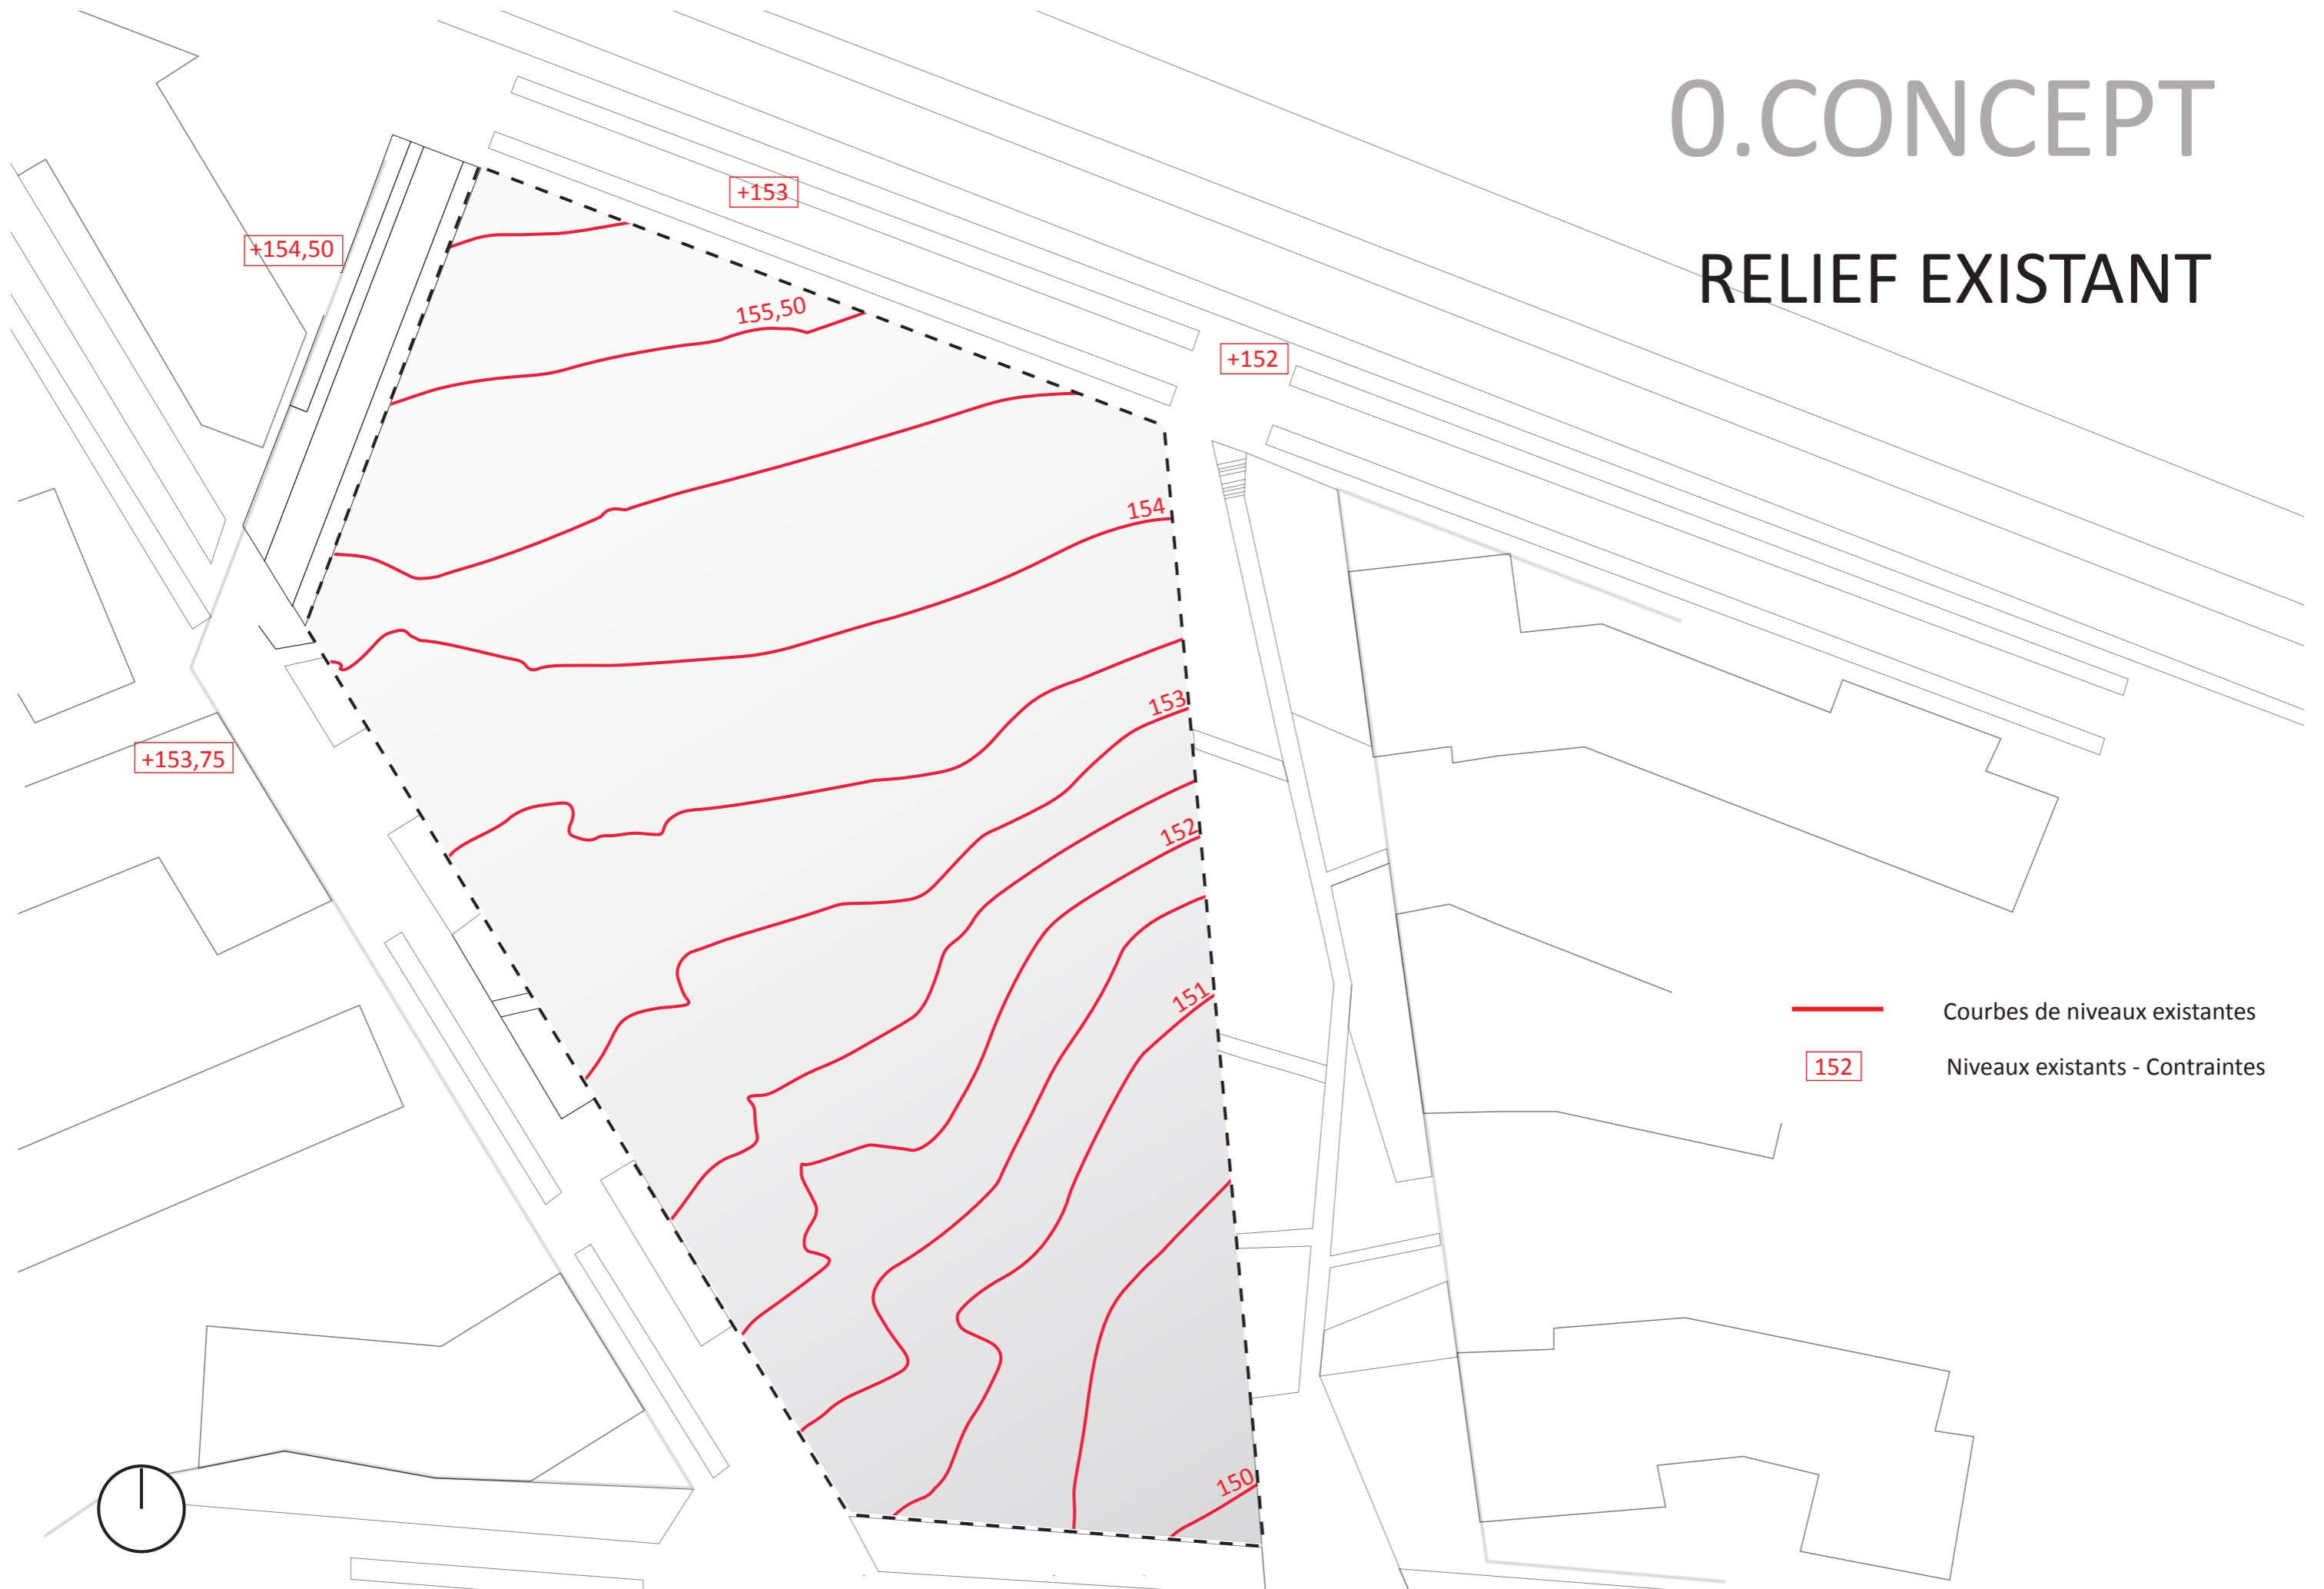 0.CONCEPT
RELIEF EXISTANT
+153
+154,50
155,50
+152
154
153
+153,75
152
151
Courbes de niveaux existantes
152
Niveaux existants - Contraintes
150